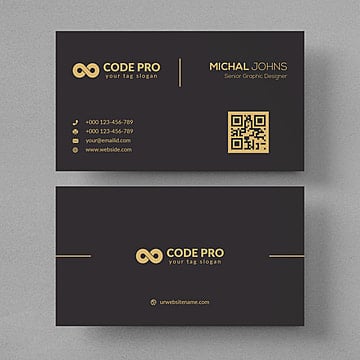 CODE PRO
your tag slogan
MICHAL JOHNS
Senior Graphic Designer
+000 123-456-789
+000 123-456-789
your@emailid.com
www.webside.com
CODE PRO
your tag slogan
urwebsitename.com